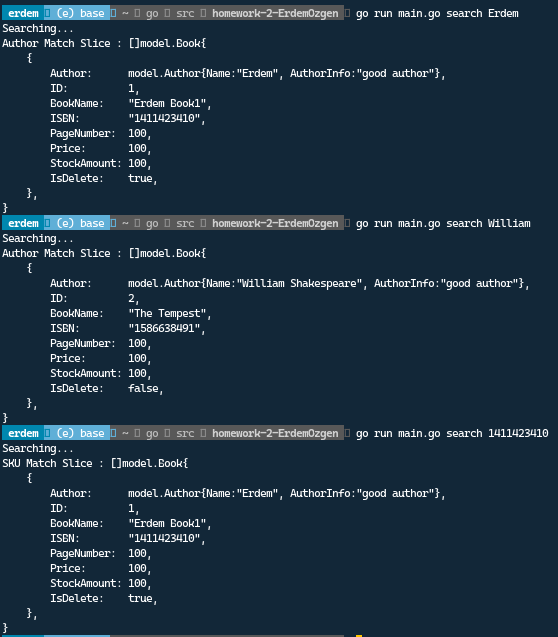 erdem (e) base ~ go src homework-2-ErdemOzgen go run main.go search Erdem
Searching...
Author Match Slice : []model.Book{
    {
        Author:      model.Author{Name:"Erdem", AuthorInfo:"good author"},
        ID:          1,
        BookName:    "Erdem Book1",
        ISBN:        "1411423410",
        PageNumber:  100,
        Price:       100,
        StockAmount: 100,
        IsDelete:    true,
    },
}
erdem (e) base ~ go src homework-2-ErdemOzgen go run main.go search William
Searching...
Author Match Slice : []model.Book{
    {
        Author:      model.Author{Name:"William Shakespeare", AuthorInfo:"good author"},
        ID:          2,
        BookName:    "The Tempest",
        ISBN:        "1586638491",
        PageNumber:  100,
        Price:       100,
        StockAmount: 100,
        IsDelete:    false,
    },
}
erdem (e) base ~ go src homework-2-ErdemOzgen go run main.go search 1411423410
Searching...
SKU Match Slice : []model.Book{
    {
        Author:      model.Author{Name:"Erdem", AuthorInfo:"good author"},
        ID:          1,
        BookName:    "Erdem Book1",
        ISBN:        "1411423410",
        PageNumber:  100,
        Price:       100,
        StockAmount: 100,
        IsDelete:    true,
    },
}